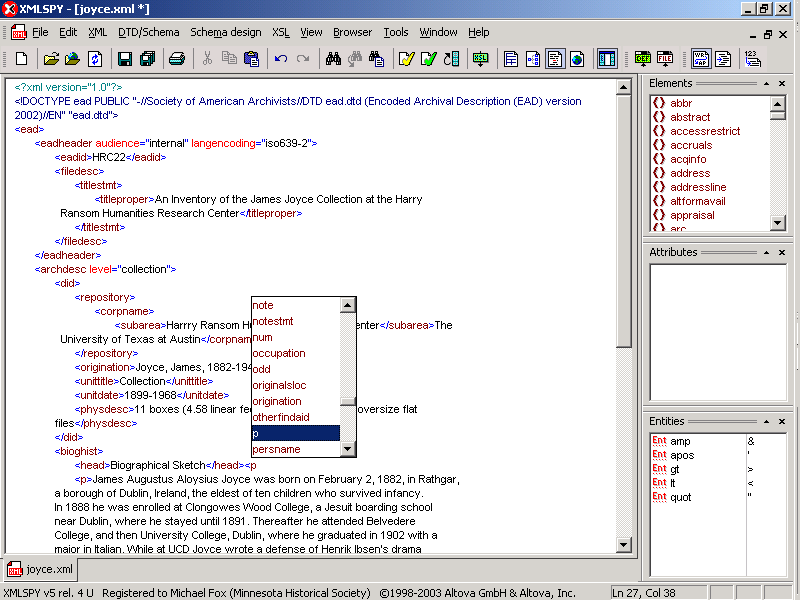 XMLSPY - [joyce.xml *]
File Edit XML DTD/Schema Schema design XSL View Browser Tools Window Help
<?xml version="1.0"?>
<!DOCTYPE ead PUBLIC "-//Society of American Archivists//DTD ead.dtd (Encoded Archival Description (EAD) version
2002)//EN" "ead.dtd">
<ead>
<eadheader audience="internal" langencoding="iso639-2">
<eadid>HRC22</eadid>
<filedesc>
<titlestmt>
<titleproper>An Inventory of the James Joyce Collection at the Harry
Ransom Humanities Research Center</titleproper>
</titlestmt>
</filedesc>
</eadheader>
<archdesc level="collection">
<did>
<repository>
<corpname>
<subarea>Harrry Ransom H enter</subarea>The
University of Texas at Austin</corpnam
</repository>
<origination>Joyce, James, 1882-194
<unittitle>Collection</unittitle>
<unitdate>1899-1968</unitdate>
<physdesc>11 boxes (4.58 linear fee oversize flat
files</physdesc>
</did>
<bioghist>
<head>Biographical Sketch</head><p
<p>James Augustus Aloysius Joyce was born on February 2, 1882, in Rathgar,
a borough of Dublin, Ireland, the eldest of ten children who survived infancy.
In 1888 he was enrolled at Clongowes Wood College, a Jesuit boarding school
near Dublin, where he stayed until 1891. Thereafter he attended Belvedere
College, and then University College, Dublin, where he graduated in 1902 with a
major in Italian. While at UCD Joyce wrote a defense of Henrik Ibsen's drama
note
notestmt
num
occupation
odd
originalsloc
origination
otherfindaid
p
persname
Elements
abbr
abstract
accessrestrict
accruals
acqinfo
address
addressline
altformavail
appraisal
arc
Attributes
Entities
Ent amp &
Ent apos '
Ent gt >
Ent lt <
Ent quot "
joyce.xml
XMLSPY v5 rel. 4 U Registered to Michael Fox (Minnesota Historical Society) ©1998-2003 Altova GmbH & Altova, Inc. Ln 27, Col 38